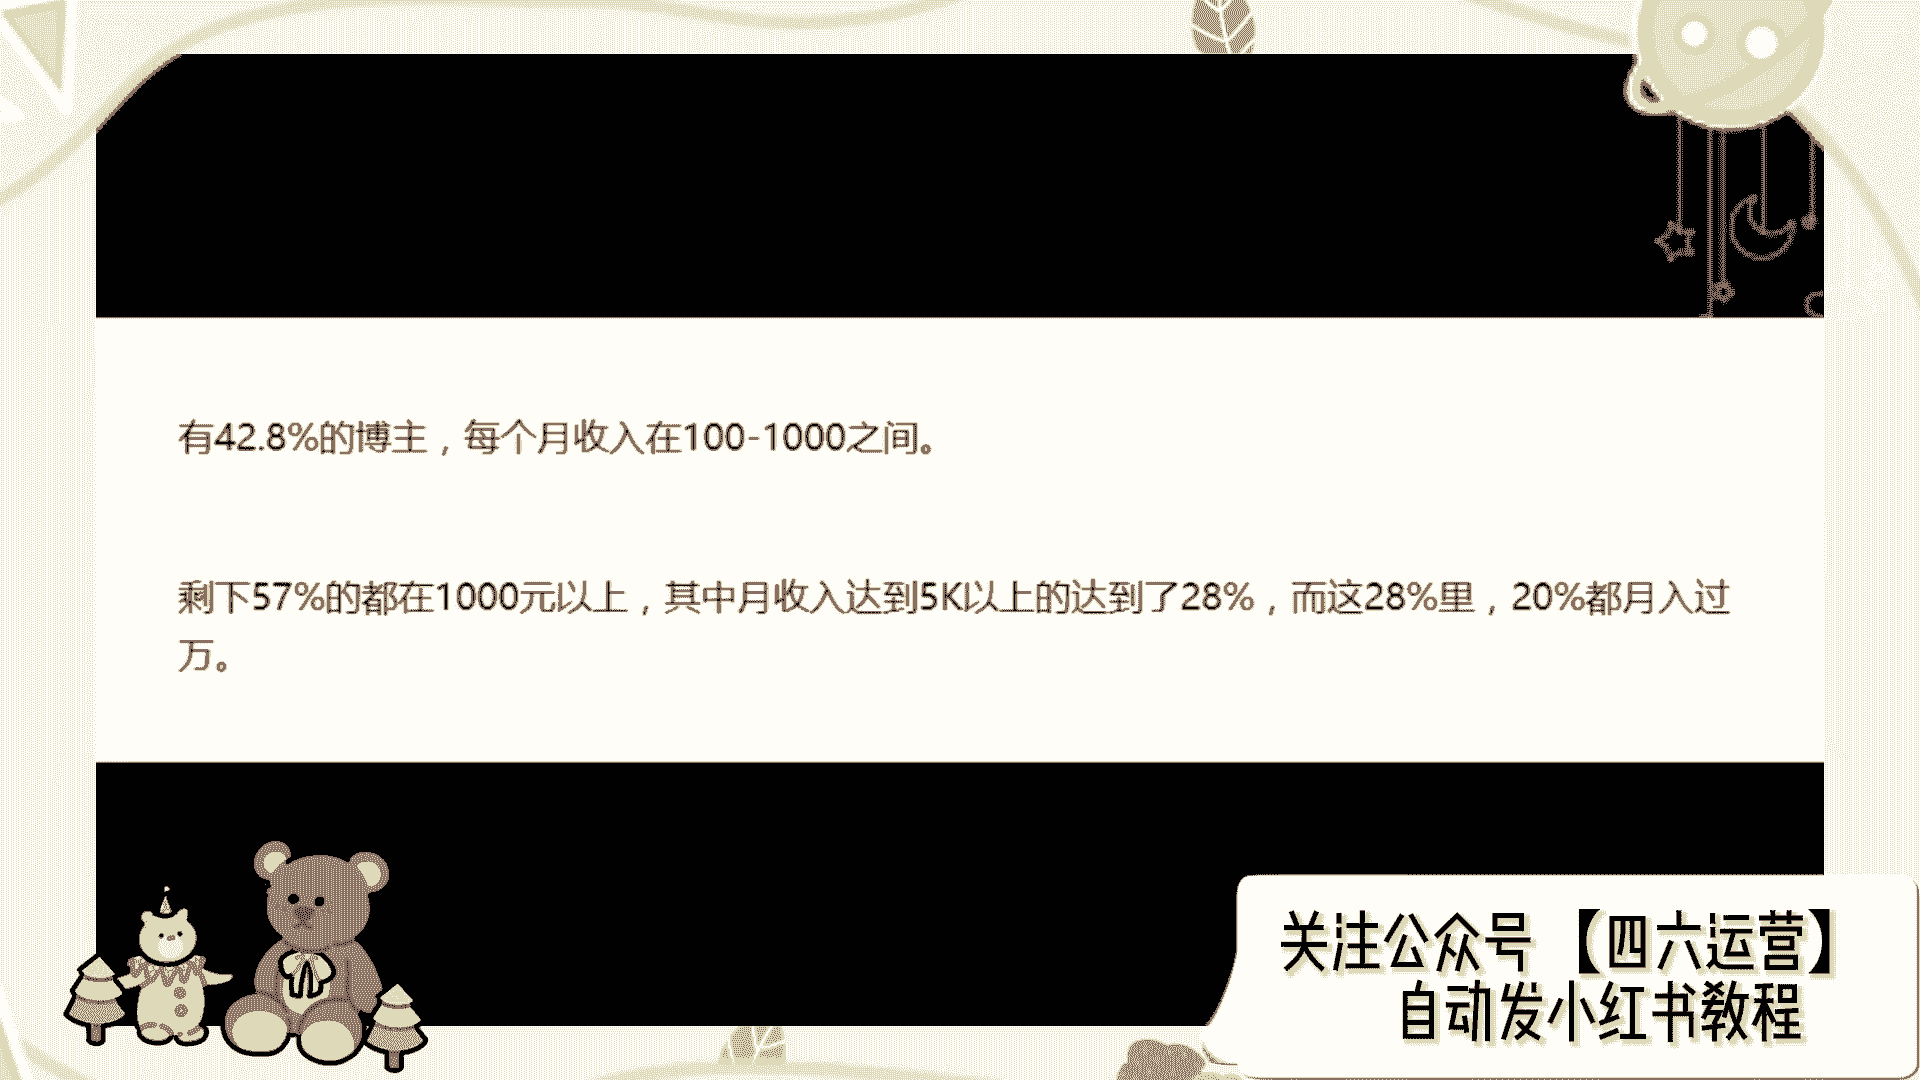 有42.8%的博主，每个月收入在100-1000之间。
剩下57%的都在1000元以上，其中月收入达到5K以上的达到了28%，而这28%里，20%都月入过
万。
关注公众号【四六运营】
自动发小红书教程